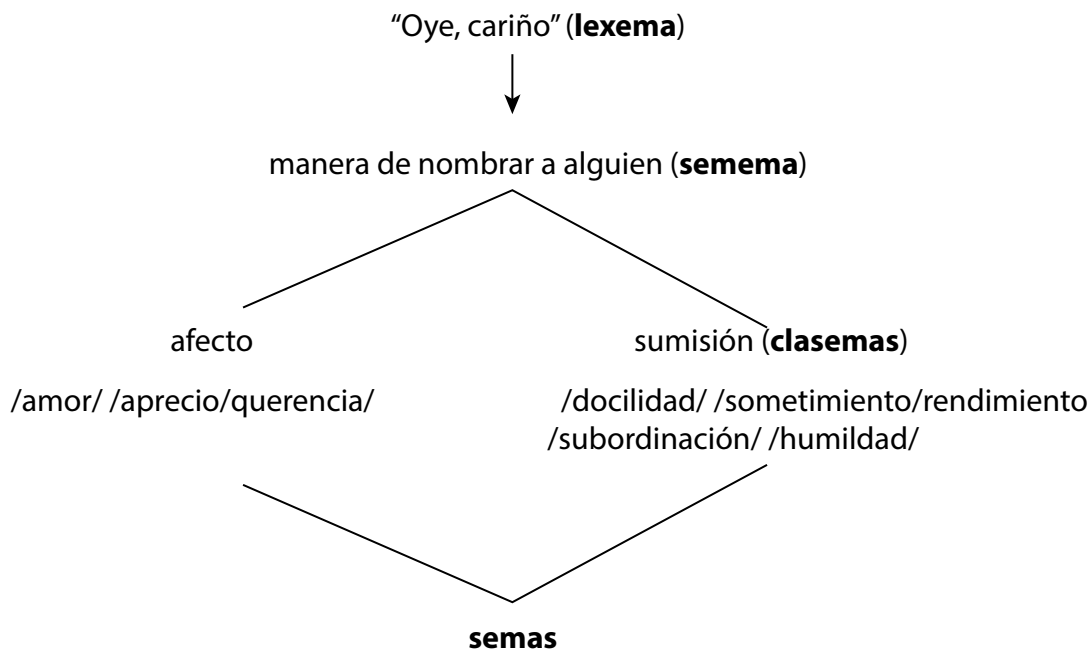 “Oye, cariño” (lexema)
manera de nombrar a alguien (semema)
afecto
sumisión (clasemas)
/amor/ /aprecio/querencia/
/docilidad/ /sometimiento/rendimiento
/subordinación/ /humildad/
semas